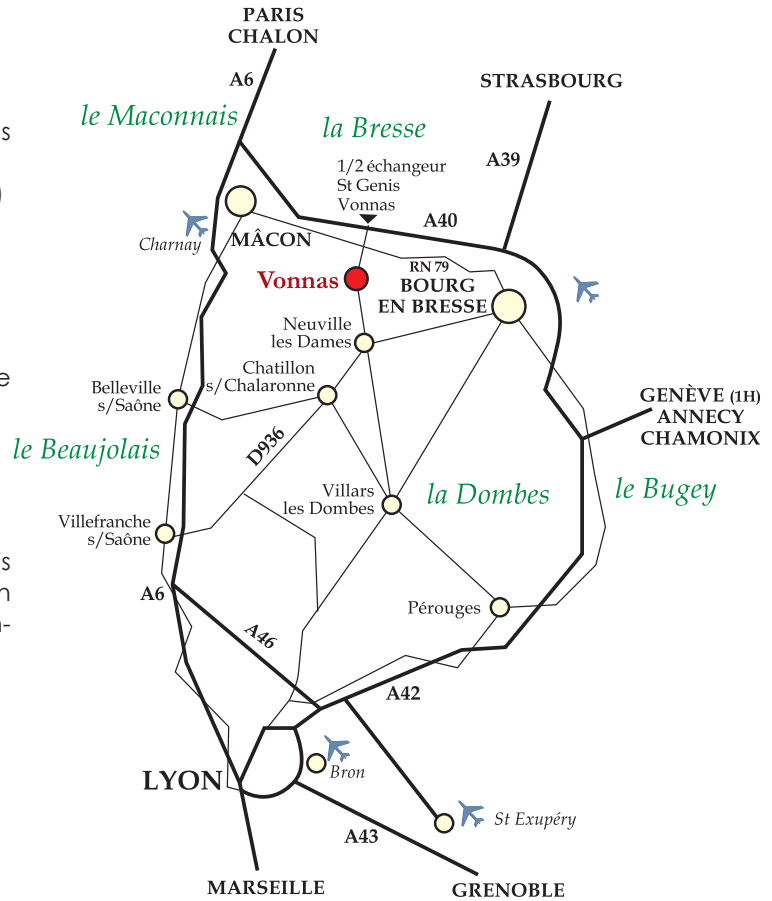 PARIS
CHALON
A6
STRASBOURG
le Maconnais
la Bresse
s
A39
1/2 échangeur
St Genis
Vonnas
)
A40
Charnay
MÂCON
RN 79
Vonnas
BOURG
EN BRESSE
Neuville
les Dames
Chatillon
s/Chalaronne
e
Belleville
s/Saône
GENÈVE (1H)
ANNECY
CHAMONIX
D936
le Beaujolais
Villars
les Dombes
la Dombes
le Bugey
Villefranche
s/Saône
s
n
n-
A6
Pérouges
A46
A42
LYON
Bron
St Exupéry
A43
MARSEILLE
GRENOBLE